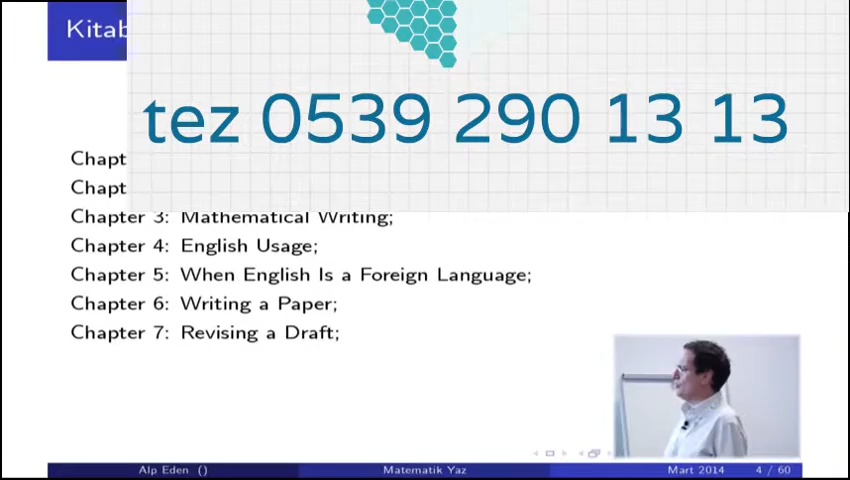 Kitab
tez 0539 290 13 13
Chapt
Chapt
Chapter 3: Mathematical Writing;
Chapter 4: English Usage;
Chapter 5: When English Is a Foreign Language;
Chapter 6: Writing a Paper;
Chapter 7: Revising a Draft;
Alp Eden () Matematik Yaz Mart 2014 4 / 60